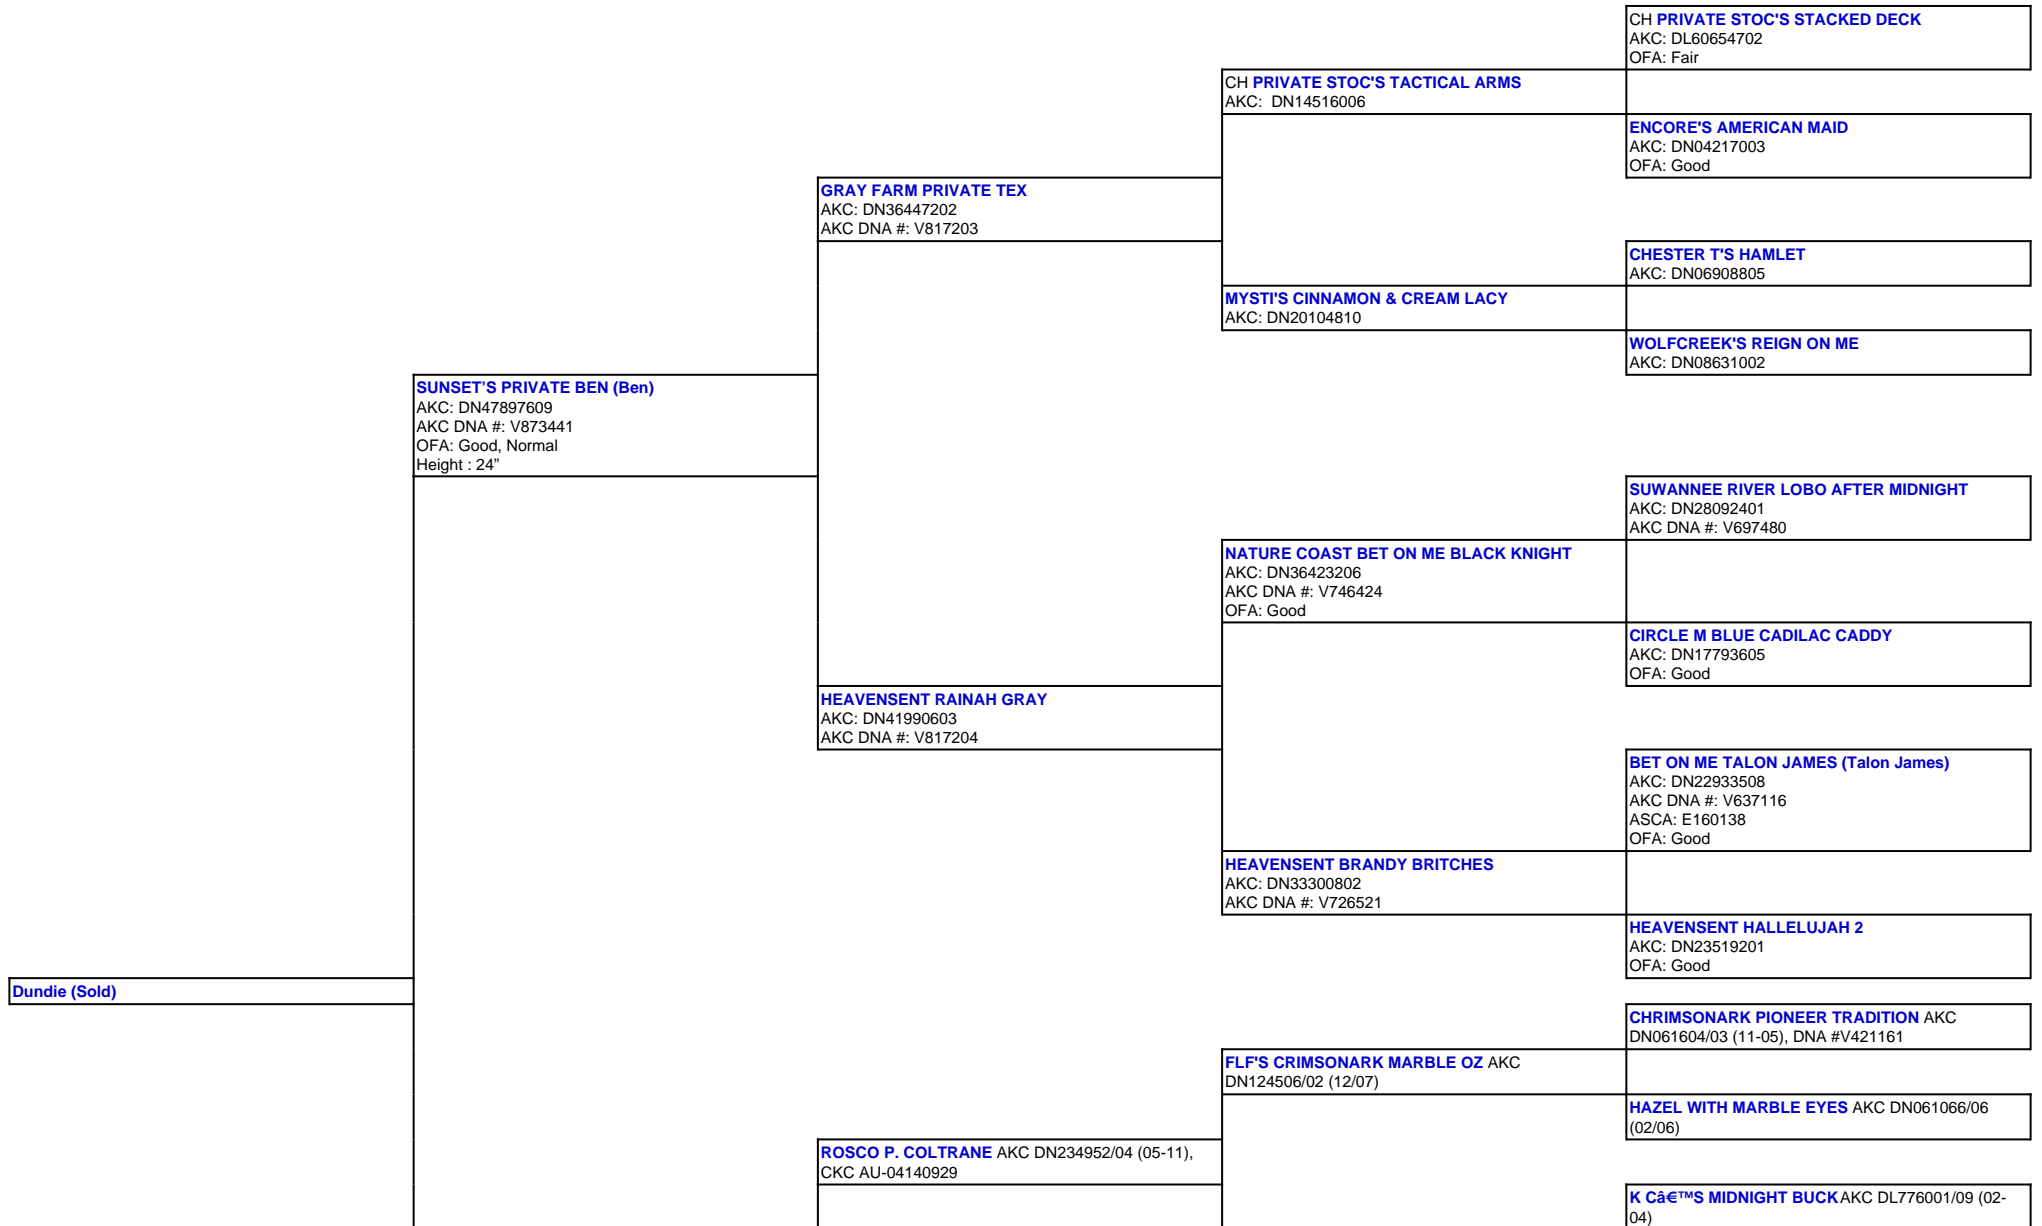 CH PRIVATE STOC'S STACKED DECK
AKC: DL60654702
OFA: Fair
CH PRIVATE STOC'S TACTICAL ARMS
AKC:  DN14516006
ENCORE'S AMERICAN MAID
AKC: DN04217003
OFA: Good
GRAY FARM PRIVATE TEX
AKC: DN36447202
AKC DNA #: V817203
CHESTER T'S HAMLET
AKC: DN06908805
MYSTI'S CINNAMON & CREAM LACY
AKC: DN20104810
WOLFCREEK'S REIGN ON ME
AKC: DN08631002
SUNSET’S PRIVATE BEN (Ben)
AKC: DN47897609
AKC DNA #: V873441
OFA: Good, Normal
Height : 24”
SUWANNEE RIVER LOBO AFTER MIDNIGHT
AKC: DN28092401
AKC DNA #: V697480
NATURE COAST BET ON ME BLACK KNIGHT
AKC: DN36423206
AKC DNA #: V746424
OFA: Good
CIRCLE M BLUE CADILAC CADDY
AKC: DN17793605
OFA: Good
HEAVENSENT RAINAH GRAY
AKC: DN41990603
AKC DNA #: V817204
BET ON ME TALON JAMES (Talon James)
AKC: DN22933508
AKC DNA #: V637116
ASCA: E160138
OFA: Good
HEAVENSENT BRANDY BRITCHES
AKC: DN33300802
AKC DNA #: V726521
HEAVENSENT HALLELUJAH 2
AKC: DN23519201
OFA: Good
Dundie (Sold)
CHRIMSONARK PIONEER TRADITION AKC
DN061604/03 (11-05), DNA #V421161
FLF'S CRIMSONARK MARBLE OZ AKC
DN124506/02 (12/07)
HAZEL WITH MARBLE EYES AKC DN061066/06
(02/06)
ROSCO P. COLTRANE AKC DN234952/04 (05-11),
CKC AU-04140929
K Câ€™S MIDNIGHT BUCKAKC DL776001/09 (02-
04)